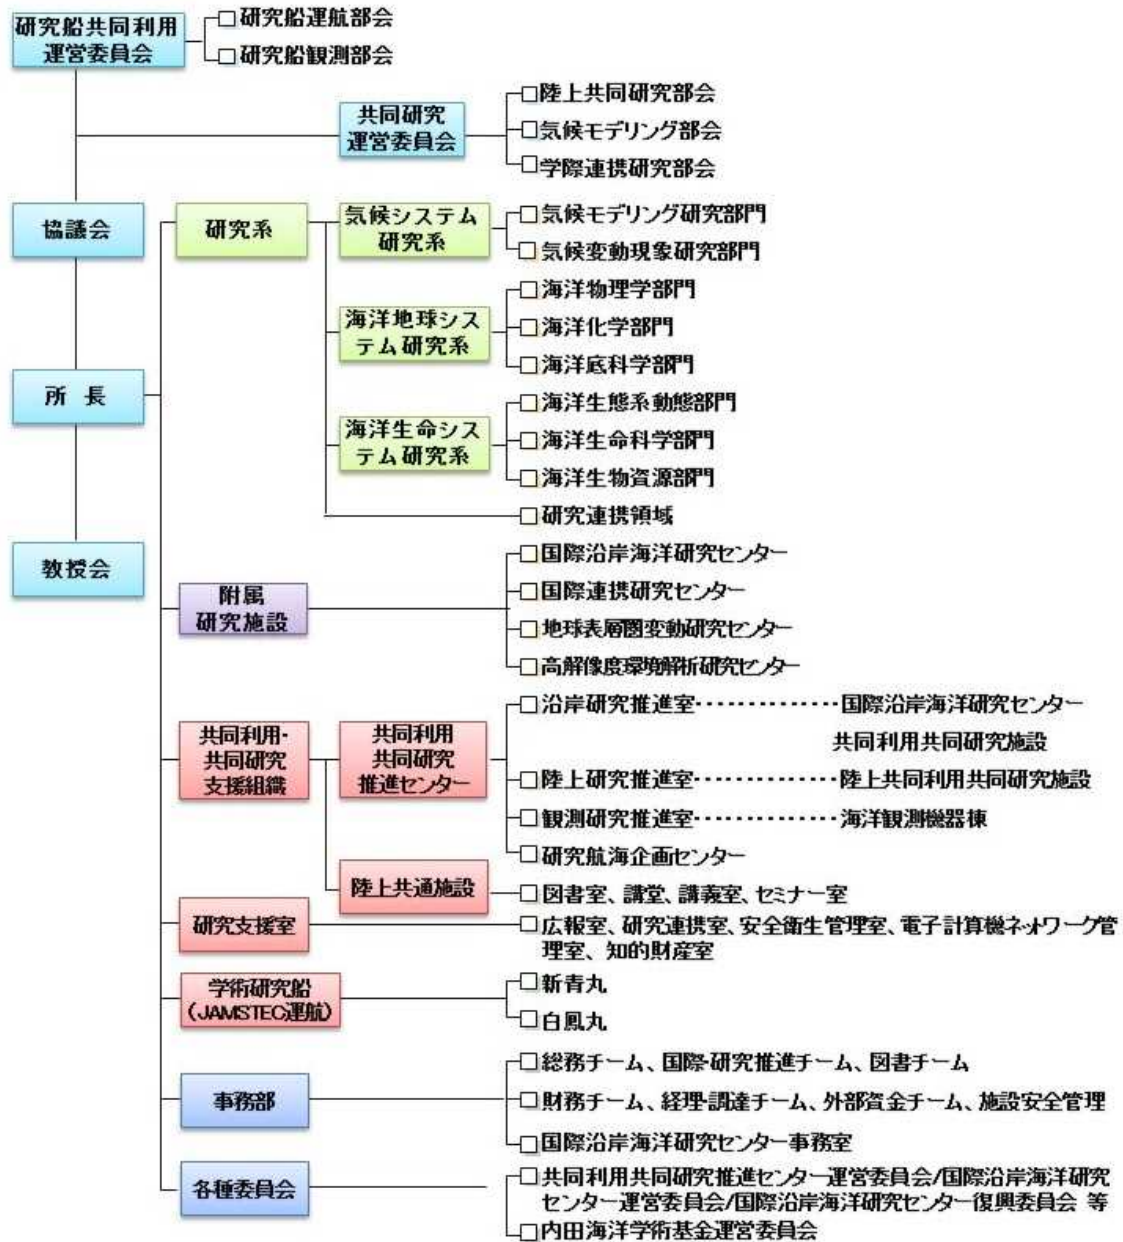 研究船共同利用
運営委員会
□研究船運航部会
□研究船観測部会
共同研究
運営委員会
□陸上共同研究部会
□気候モデリング部会
□学際連携研究部会
協議会
研究系
気候システム
研究系
□気候モデリング研究部門
□気候変動現象研究部門
海洋地球シス
テム研究系
□海洋物理学部門
□海洋化学部門
□海洋底科学部門
所 長
海洋生命シス
テム研究系
□海洋生態系動態部門
□海洋生命科学部門
□海洋生物資源部門
□研究連携領域
教授会
附属
研究施設
□国際沿岸海洋研究センター
□国際連携研究センター
□地球表層圏変動研究センター
□高解像度環境解析研究センター
共同利用・
共同研究
支援組織
共同利用
共同研究
推進センター
□沿岸研究推進室・・・・・・・・・・・・・・国際沿岸海洋研究センター
共同利用共同研究施設
□陸上研究推進室・・・・・・・・・・・・・・陸上共同利用共同研究施設
□観測研究推進室・・・・・・・・・・・・・・海洋観測機器棟
□研究航海企画センター
陸上共通施設
□図書室、講堂、講義室、セミナー室
研究支援室
□広報室、研究連携室、安全衛生管理室、電子計算機ネットワーク管
理室、知的財産室
学術研究船
(JAMSTEC運航)
□新青丸
□白鳳丸
事務部
□総務チーム、国際・研究推進チーム、図書チーム
□財務チーム、経理・調達チーム、外部資金チーム、施設安全管理
□国際沿岸海洋研究センター事務室
各種委員会
□共同利用共同研究推進センター運営委員会/国際沿岸海洋研究
センター運営委員会/国際沿岸海洋研究センター復興委員会 等
□内田海洋学術基金運営委員会